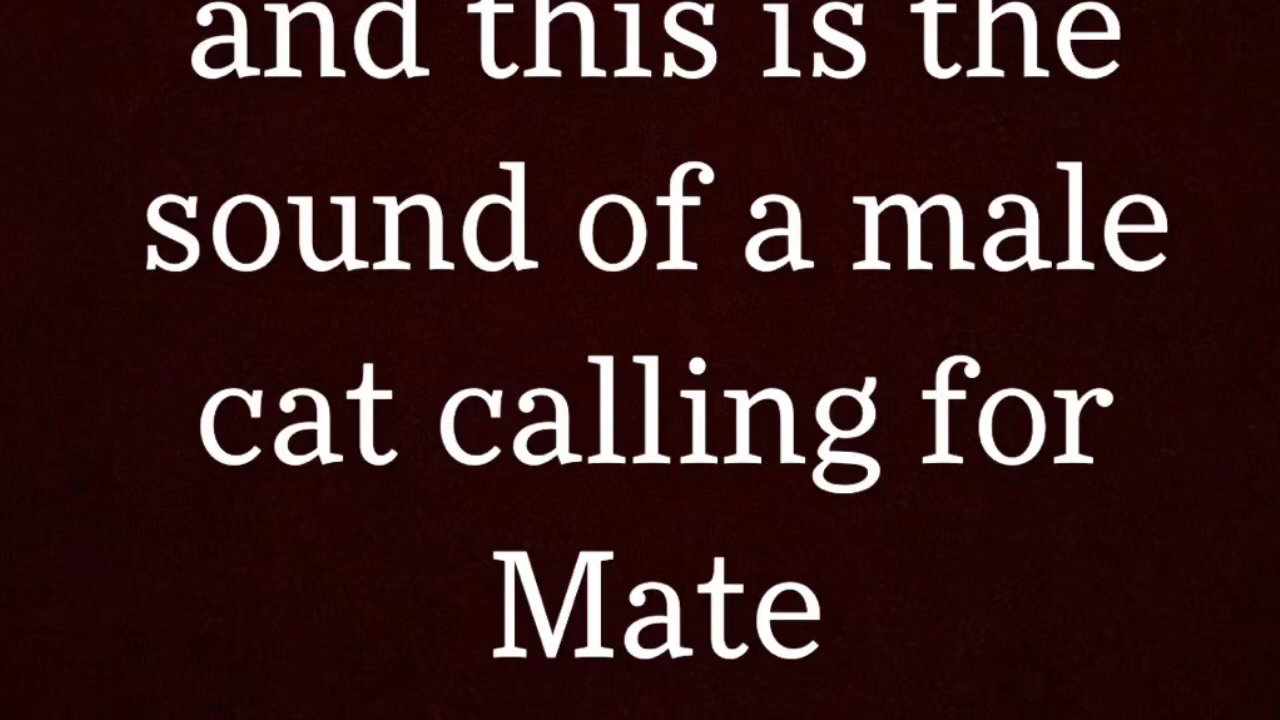 and this is the
sound of a male
cat calling for
Mate